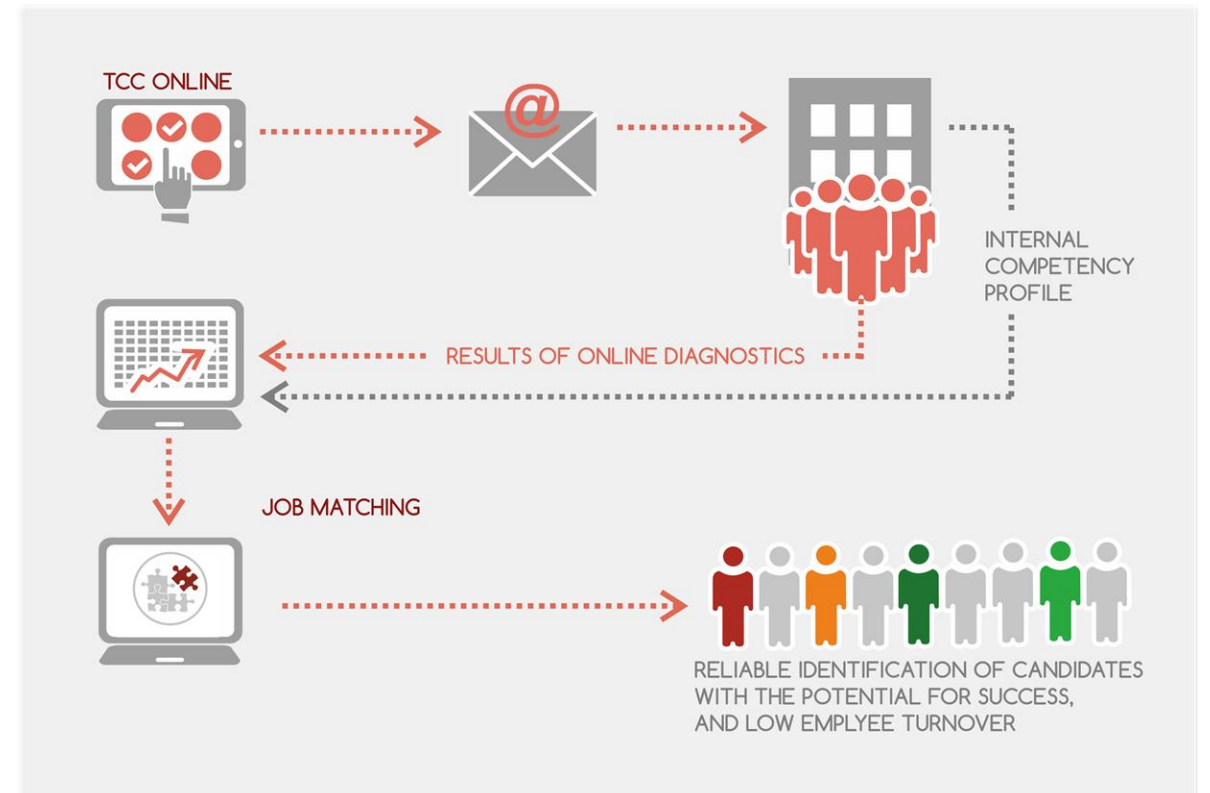 TCC ONLINE
@
INTERNAL
COMPETENCY
PROFILE
RESULTS OF ONLINE DIAGNOSTICS
JOB MATCHING
RELIABLE IDENTIFICATION OF CANDIDATES
WITH THE POTENTIAL FOR SUCCESS,
AND LOW EMPLYEE TURNOVER